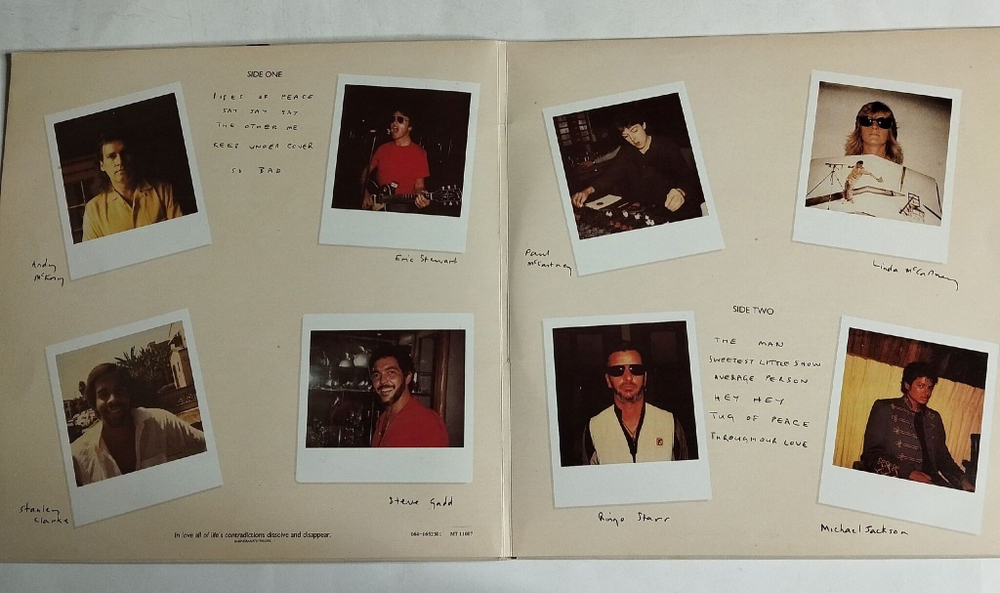 SIDE ONE
PIPES OF PEACE
SAY SAY SAY
THE OTHER ME
KEEP UNDER COVER
SO BAD
Andy
Eric Stewart
Stanley
Clarke
Steve Gadd
In love all of life's contradictions dissolve and disappear.
Paul
McCartney
Linda McCartney
SIDE TWO
THE MAN
SWEETEST LITTLE SHOW
AVERAGE PERSON
HEY HEY
TUG OF PEACE
THROUGH OUR LOVE
Ringo Starr
Michael Jackson